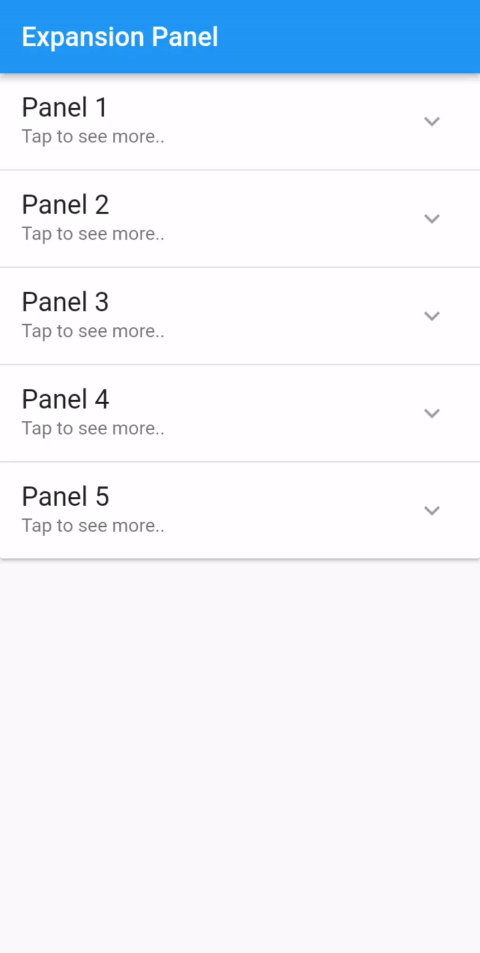 Expansion Panel
Panel 1
Tap to see more..
Panel 2
Tap to see more..
Panel 3
Tap to see more..
Panel 4
Tap to see more..
Panel 5
Tap to see more..